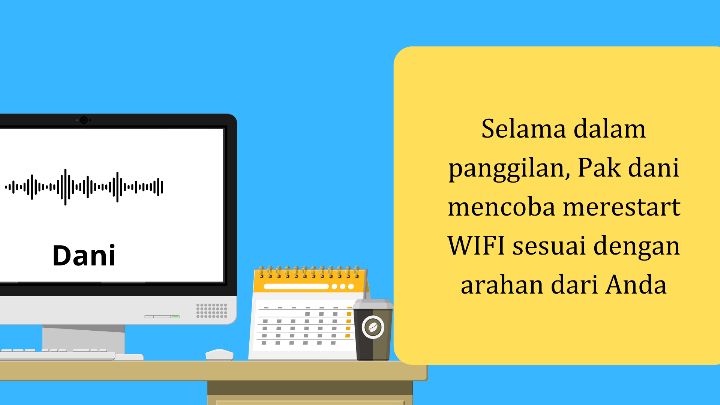 Dani
Selama dalam
panggilan, Pak dani
mencoba merestart
WIFI sesuai dengan
arahan dari Anda